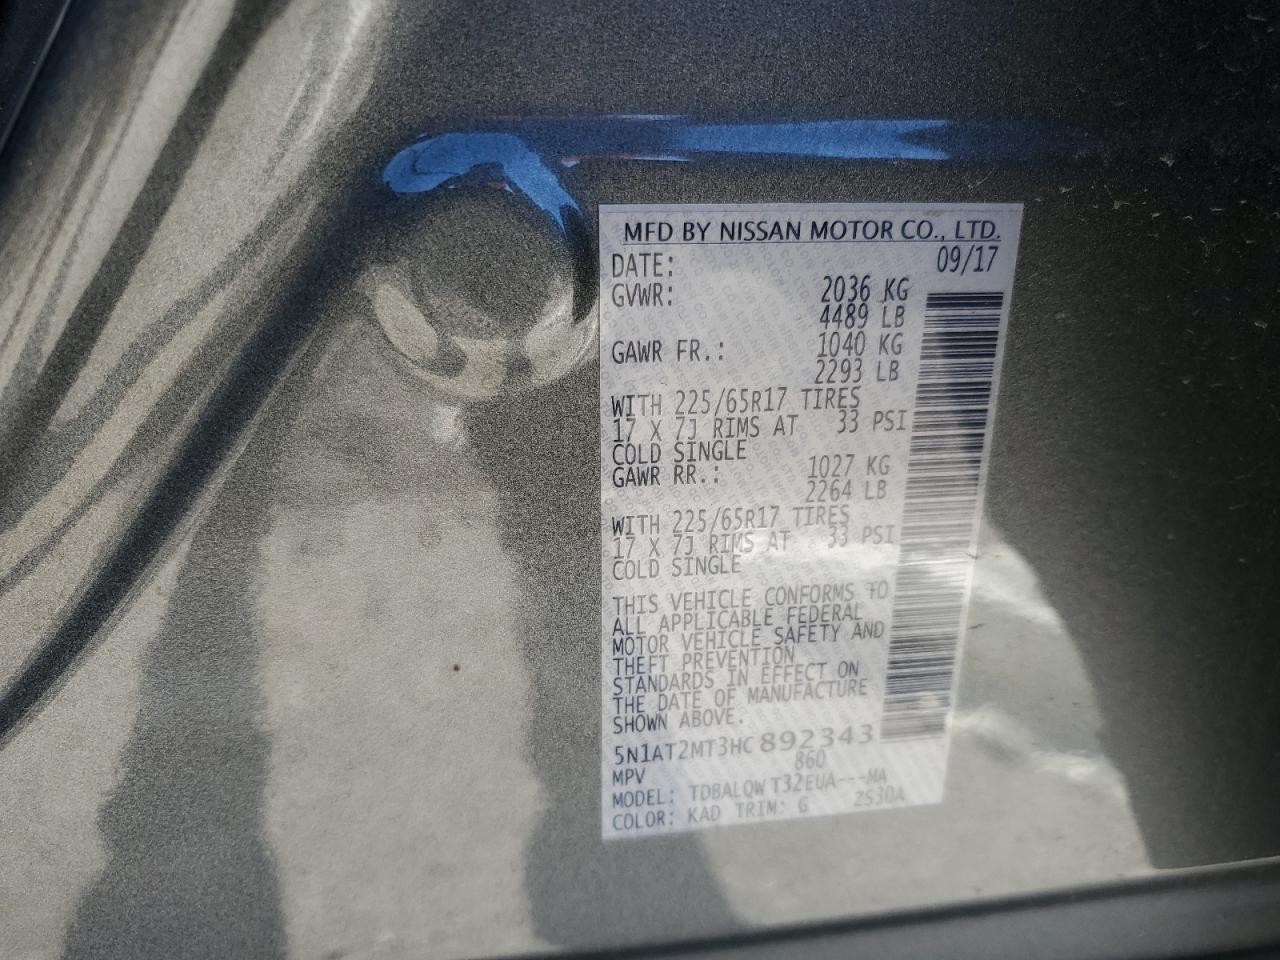 MFD BY NISSAN MOTOR CO., LTD.
DATE: 09/17
GVWR: 2036 KG
4489 LB
GAWR FR.: 1040 KG
2293 LB
WITH 225/65R17 TIRES
17 X 7J RIMS AT 33 PSI
COLD SINGLE
GAWR RR.: 1027 KG
2264 LB
WITH 225/65R17 TIRES
17 X 7J RIMS AT 33 PSI
COLD SINGLE
THIS VEHICLE CONFORMS TO
ALL APPLICABLE FEDERAL
MOTOR VEHICLE SAFETY AND
THEFT PREVENTION
STANDARDS IN EFFECT ON
THE DATE OF MANUFACTURE
SHOWN ABOVE.
5N1AT2MT3HC892343
MPV 860
MODEL: TDBALQW T32EUA---MA
COLOR: KAD TRIM: G ZS30A